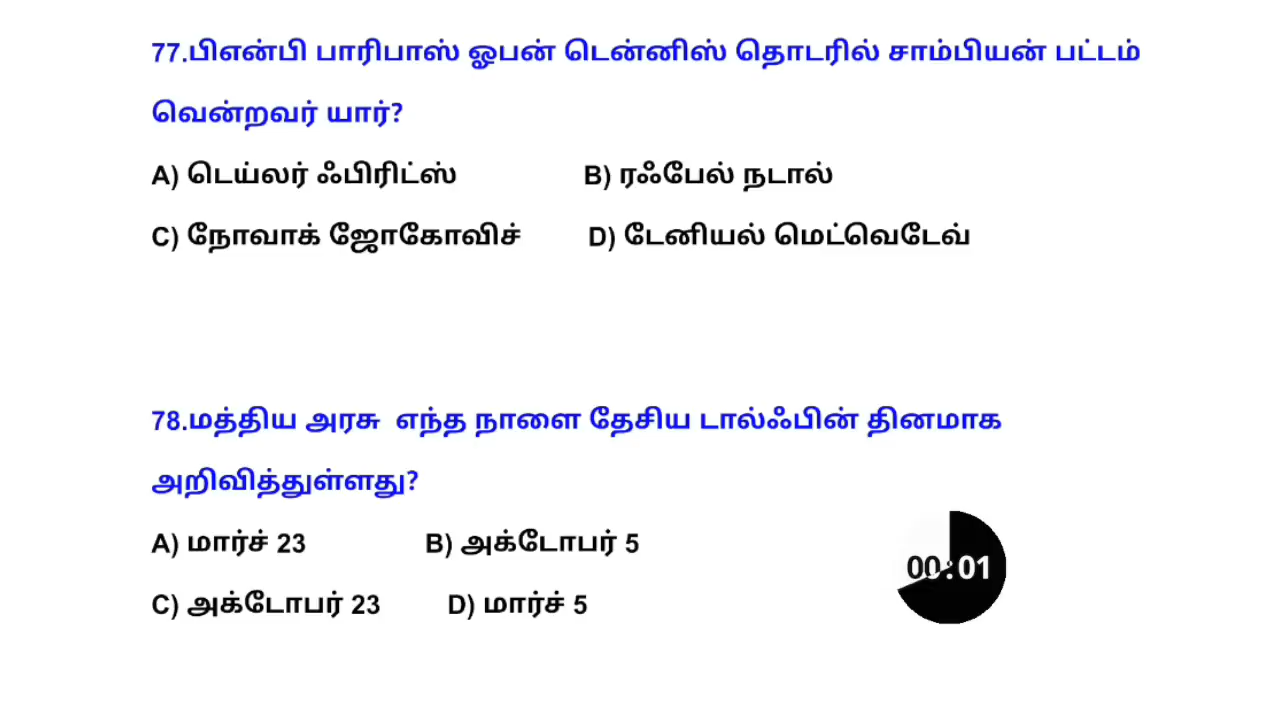 77.பிஎன்பி பாரிபாஸ் ஓபன் டென்னிஸ் தொடரில் சாம்பியன் பட்டம்
வென்றவர் யார்?
A) டெய்லர் ஃபிரிட்ஸ் B) ரஃபேல் நடால்
C) நோவாக் ஜோகோவிச் D) டேனியல் மெட்வெடேவ்
78.மத்திய அரசு எந்த நாளை தேசிய டால்ஃபின் தினமாக
அறிவித்துள்ளது?
A) மார்ச் 23 B) அக்டோபர் 5
00:01
C) அக்டோபர் 23 D) மார்ச் 5